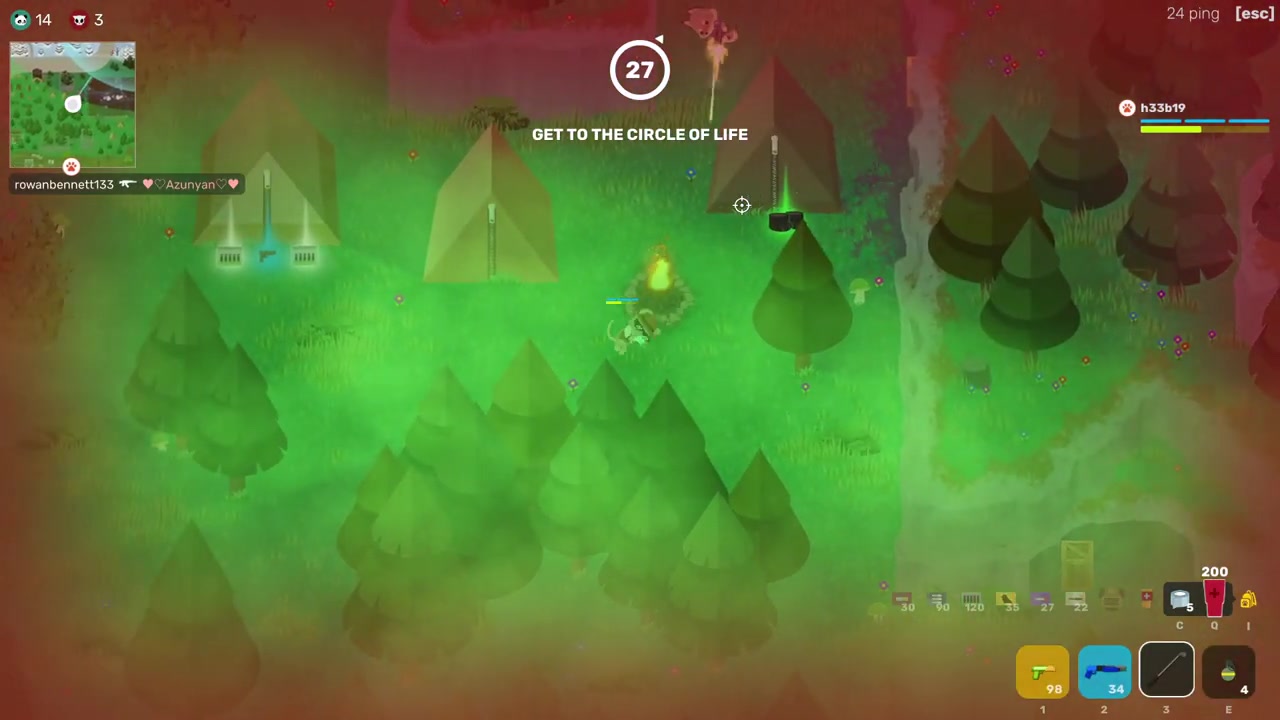 14 3
24 ping [esc]
27
GET TO THE CIRCLE OF LIFE
h33b19
rowanbennett133 ♥♡Azunyan♡♥
200
30 90 120 35 27 22 5
C Q I
98 34 4
1 2 3 E